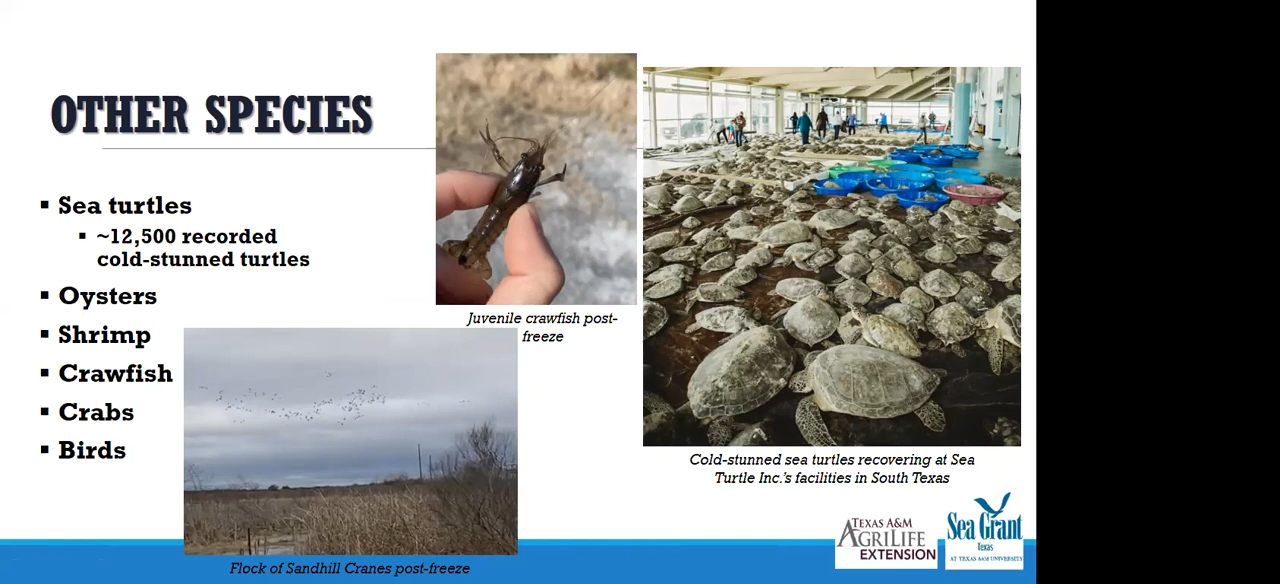 OTHER SPECIES
▪ Sea turtles
▪ ~12,500 recorded
cold-stunned turtles
▪ Oysters
▪ Shrimp
▪ Crawfish
▪ Crabs
▪ Birds
Juvenile crawfish post-
freeze
Cold-stunned sea turtles recovering at Sea
Turtle Inc.'s facilities in South Texas
Flock of Sandhill Cranes post-freeze
TEXAS A&M
AGRILIFE
EXTENSION
Sea Grant
Texas
AT TEXAS A&M UNIVERSITY